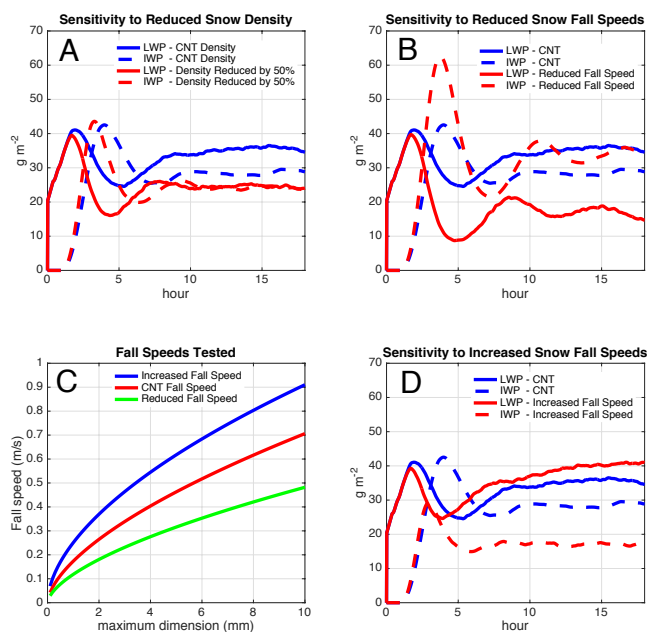 Sensitivity to Reduced Snow Density
A
LWP - CNT Density
IWP - CNT Density
LWP - Density Reduced by 50%
IWP - Density Reduced by 50%
70
60
50
40
30
20
10
0
g m-2
0 5 10 15
hour
Sensitivity to Reduced Snow Fall Speeds
B
LWP - CNT
IWP - CNT
LWP - Reduced Fall Speed
IWP - Reduced Fall Speed
70
60
50
40
30
20
10
0
g m-2
0 5 10 15
hour
Fall Speeds Tested
C
Increased Fall Speed
CNT Fall Speed
Reduced Fall Speed
1
0.9
0.8
0.7
0.6
0.5
0.4
0.3
0.2
0.1
0
Fall speed (m/s)
0 2 4 6 8 10
maximum dimension (mm)
Sensitivity to Increased Snow Fall Speeds
D
LWP - CNT
IWP - CNT
LWP - Increased Fall Speed
IWP - Increased Fall Speed
70
60
50
40
30
20
10
0
g m-2
0 5 10 15
hour